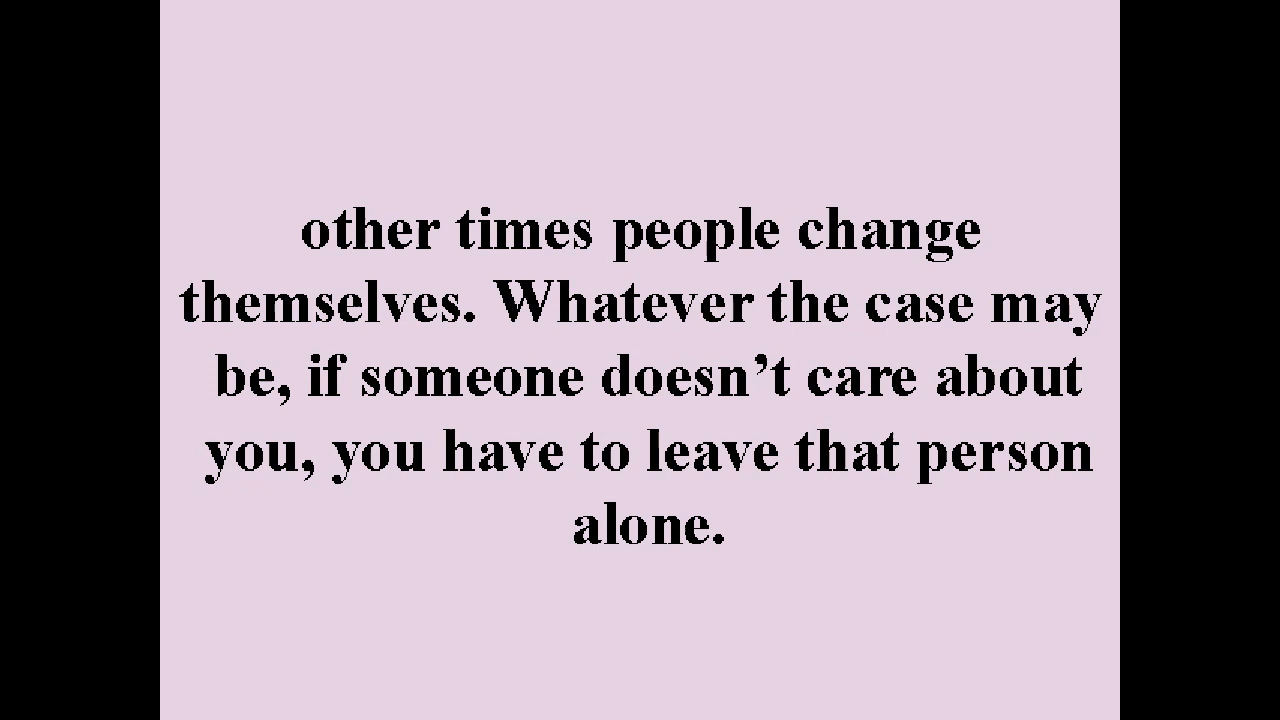 other times people change
themselves. Whatever the case may
be, if someone doesn’t care about
you, you have to leave that person
alone.